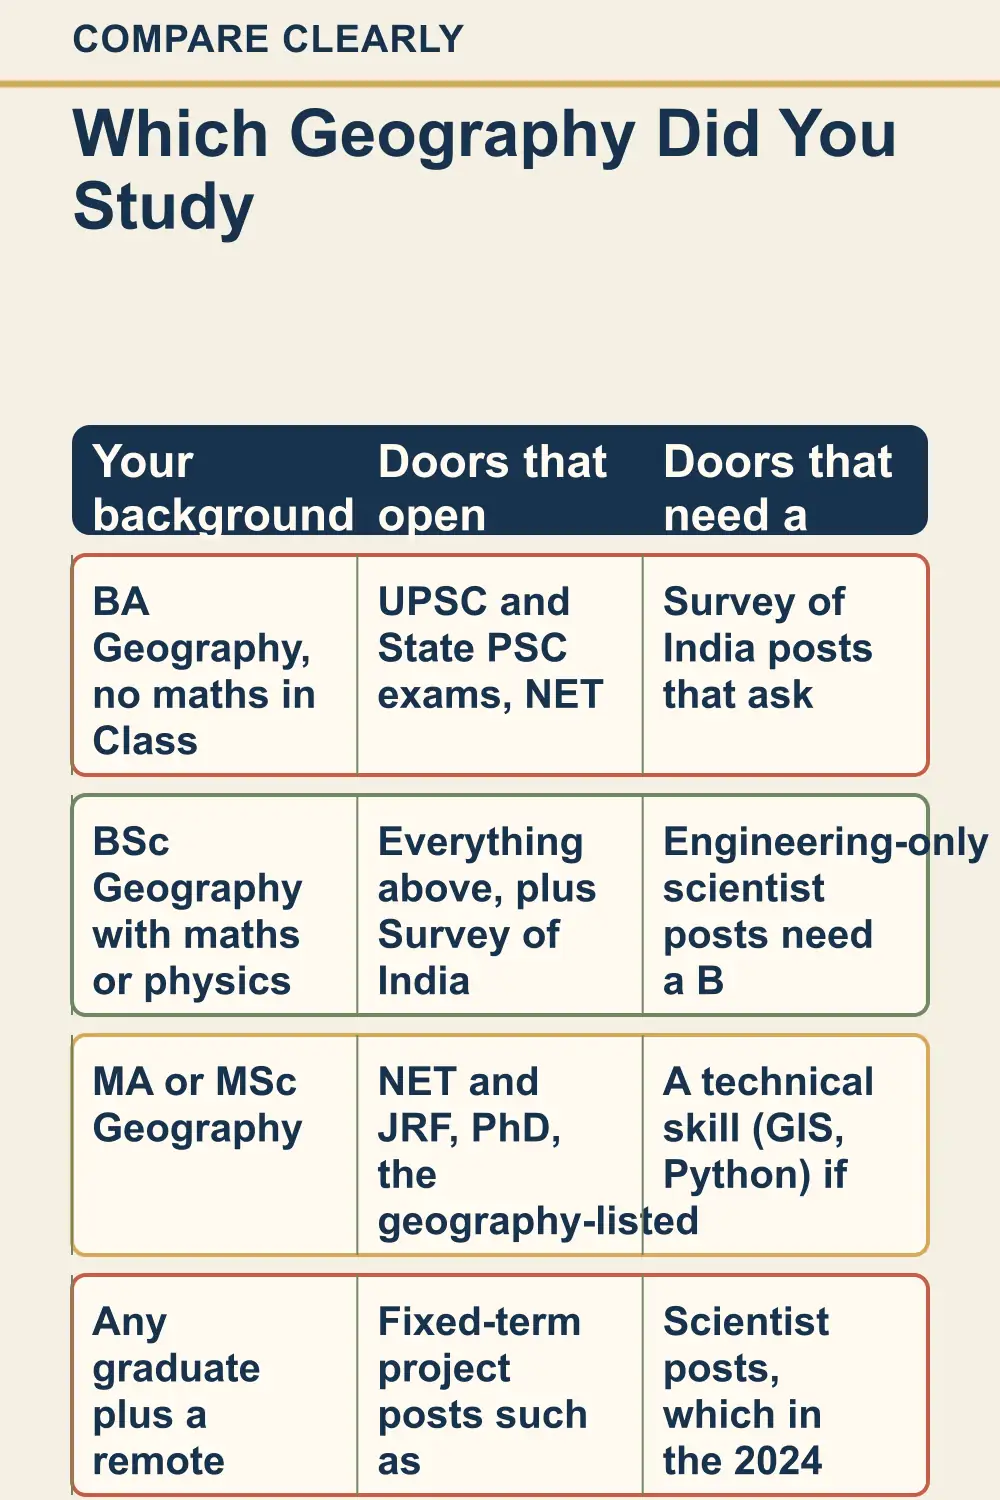 COMPARE CLEARLY
Which Geography Did You
Study
Your
background
Doors that
open
Doors that
need a
BA
Geography,
no maths in
Class
UPSC and
State PSC
exams, NET
Survey of
India posts
that ask
BSc
Geography
with maths
or physics
Everything
above, plus
Survey of
India
Engineering-only
scientist
posts need
a B
MA or MSc
Geography
NET and
JRF, PhD,
the
geography-listed
A technical
skill (GIS,
Python) if
Any
graduate
plus a
remote
Fixed-term
project
posts such
as
Scientist
posts,
which in
the 2024